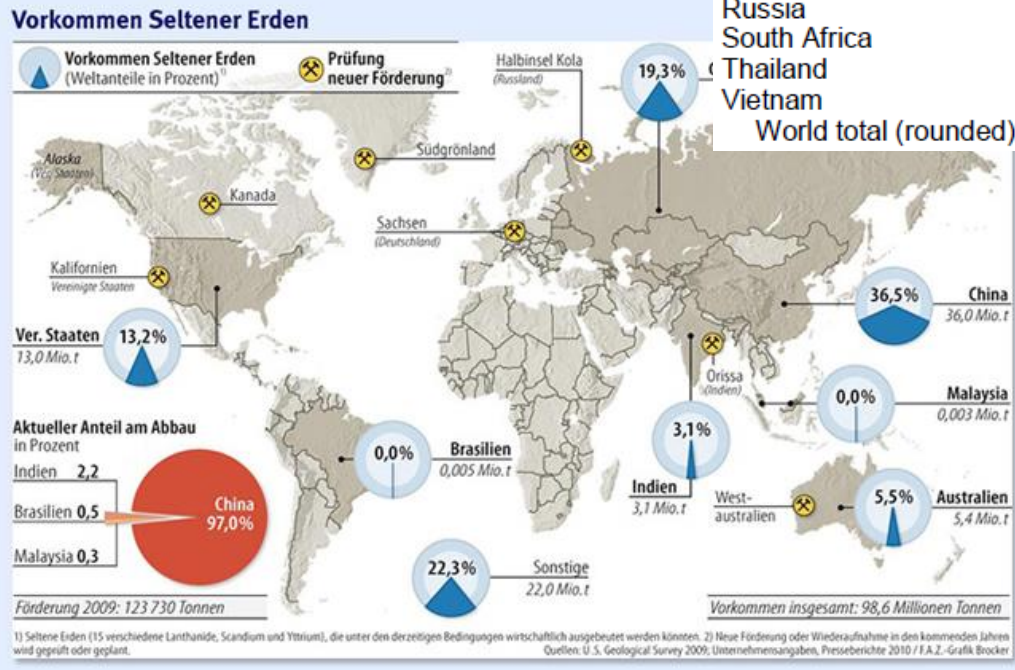 Vorkommen Seltener Erden
Russia
South Africa
Thailand
Vietnam
World total (rounded)
Vorkommen Seltener Erden
(Weltanteile in Prozent) 1)
Prüfung
neuer Förderung 2)
Halbinsel Kola
(Russland)
19,3%
Alaska
(Ver. Staaten)
Südgrönland
Kanada
Sachsen
(Deutschland)
Kalifornien
Vereinigte Staaten
Ver. Staaten
13,0 Mio. t
13,2%
36,5%
China
36,0 Mio. t
Orissa
(Indien)
0,0%
Malaysia
0,003 Mio. t
Aktueller Anteil am Abbau
in Prozent
Indien 2,2
Brasilien 0,5
Malaysia 0,3
China
97,0%
0,0%
Brasilien
0,005 Mio. t
3,1%
Indien
3,1 Mio. t
West-
australien
5,5%
Australien
5,4 Mio. t
22,3%
Sonstige
22,0 Mio. t
Förderung 2009: 123 730 Tonnen
Vorkommen insgesamt: 98,6 Millionen Tonnen
1) Seltene Erden (15 verschiedene Lanthanide, Scandium und Yttrium), die unter den derzeitigen Bedingungen wirtschaftlich ausgebeutet werden können. 2) Neue Förderung oder Wiederaufnahme in den kommenden Jahren
wird geprüft oder geplant.
Quellen: U.S. Geological Survey 2009; Unternehmensangaben, Presseberichte 2010 / F.A.Z.-Grafik Brocker